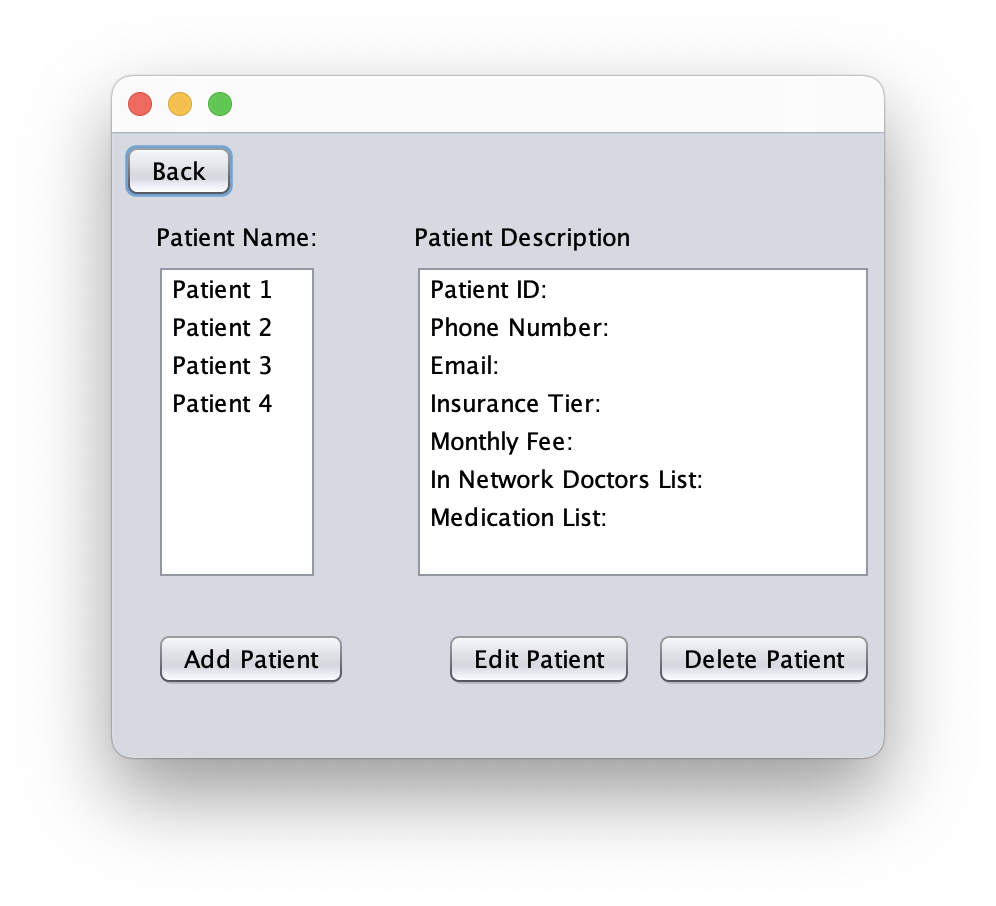 Back
Patient Name:
Patient Description
Patient 1
Patient 2
Patient 3
Patient 4
Patient ID:
Phone Number:
Email:
Insurance Tier:
Monthly Fee:
In Network Doctors List:
Medication List:
Add Patient
Edit Patient
Delete Patient